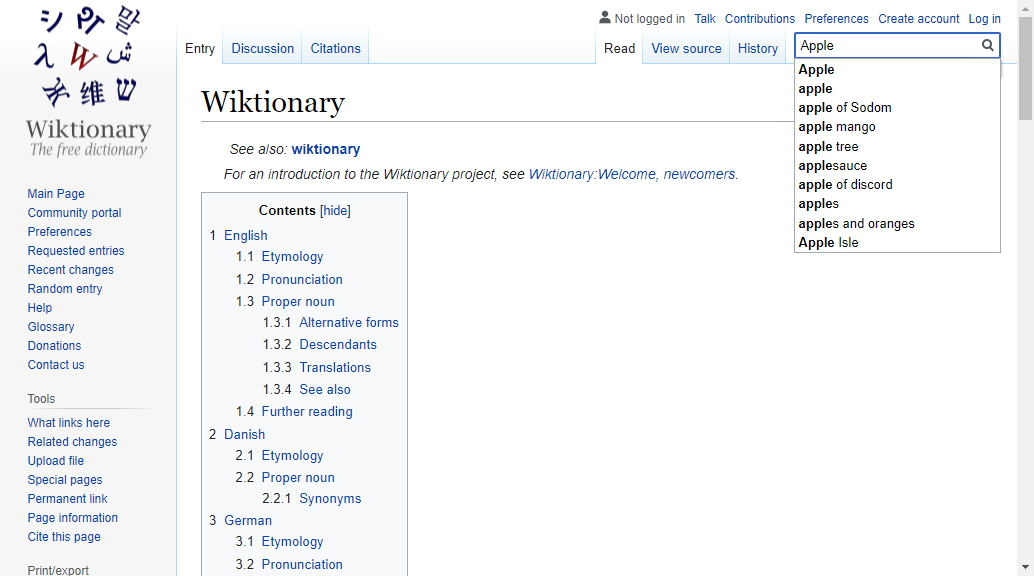 Wiktionary
The free dictionary
Main Page
Community portal
Preferences
Requested entries
Recent changes
Random entry
Help
Glossary
Donations
Contact us
Tools
What links here
Related changes
Upload file
Special pages
Permanent link
Page information
Cite this page
Print/export
Not logged in Talk Contributions Preferences Create account Log in
Entry Discussion Citations Read View source History
Apple
Apple
apple
apple of Sodom
apple mango
apple tree
applesauce
apple of discord
apples
apples and oranges
Apple Isle
Wiktionary
See also: wiktionary
For an introduction to the Wiktionary project, see Wiktionary:Welcome, newcomers.
Contents [hide]
1 English
1.1 Etymology
1.2 Pronunciation
1.3 Proper noun
1.3.1 Alternative forms
1.3.2 Descendants
1.3.3 Translations
1.3.4 See also
1.4 Further reading
2 Danish
2.1 Etymology
2.2 Proper noun
2.2.1 Synonyms
3 German
3.1 Etymology
3.2 Pronunciation